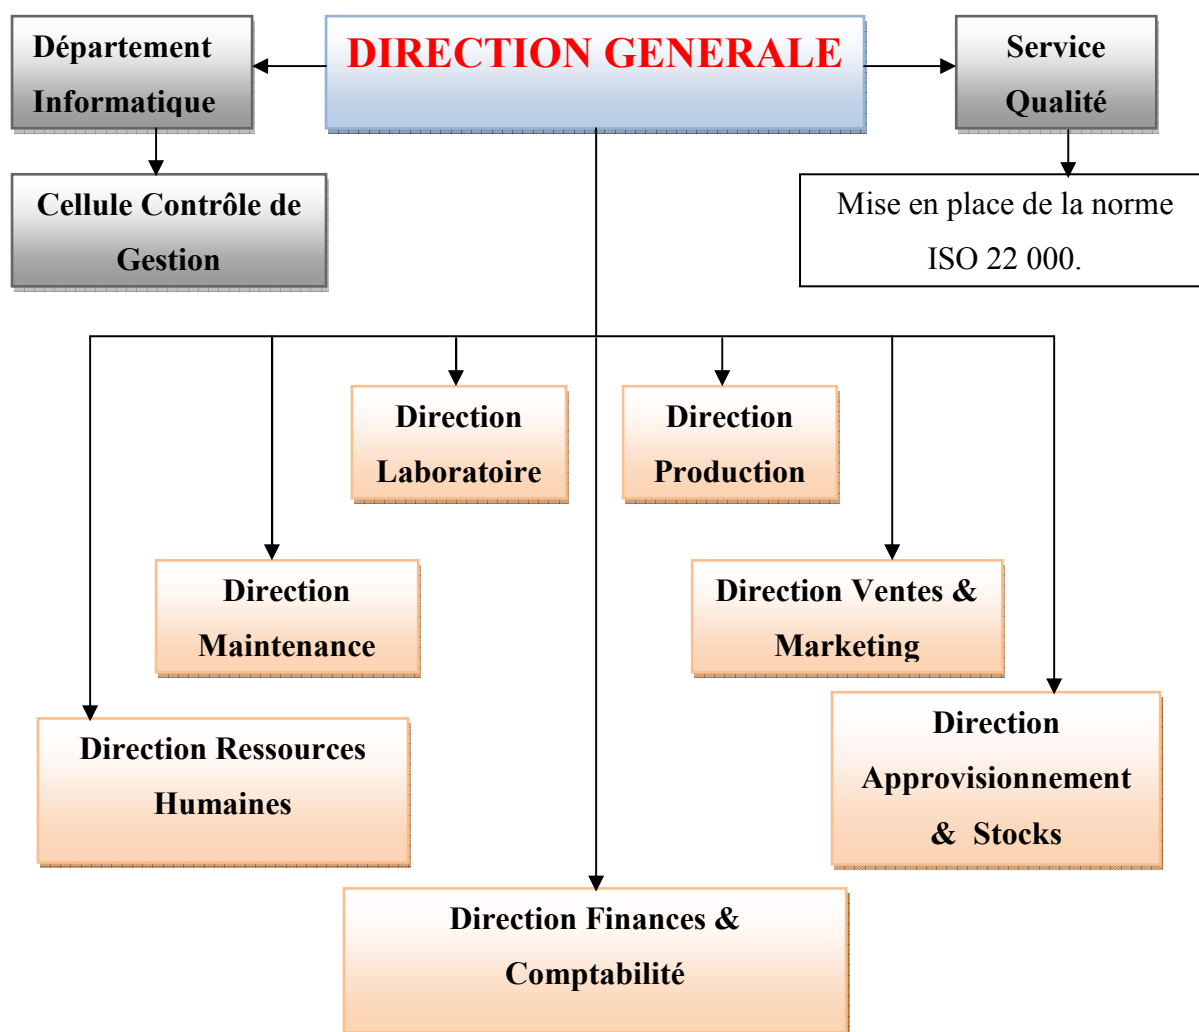 Département
Informatique
DIRECTION GENERALE
Service
Qualité
Cellule Contrôle de
Gestion
Mise en place de la norme
ISO 22 000.
Direction
Laboratoire
Direction
Production
Direction
Maintenance
Direction Ventes &
Marketing
Direction Ressources
Humaines
Direction
Approvisionnement
& Stocks
Direction Finances &
Comptabilité